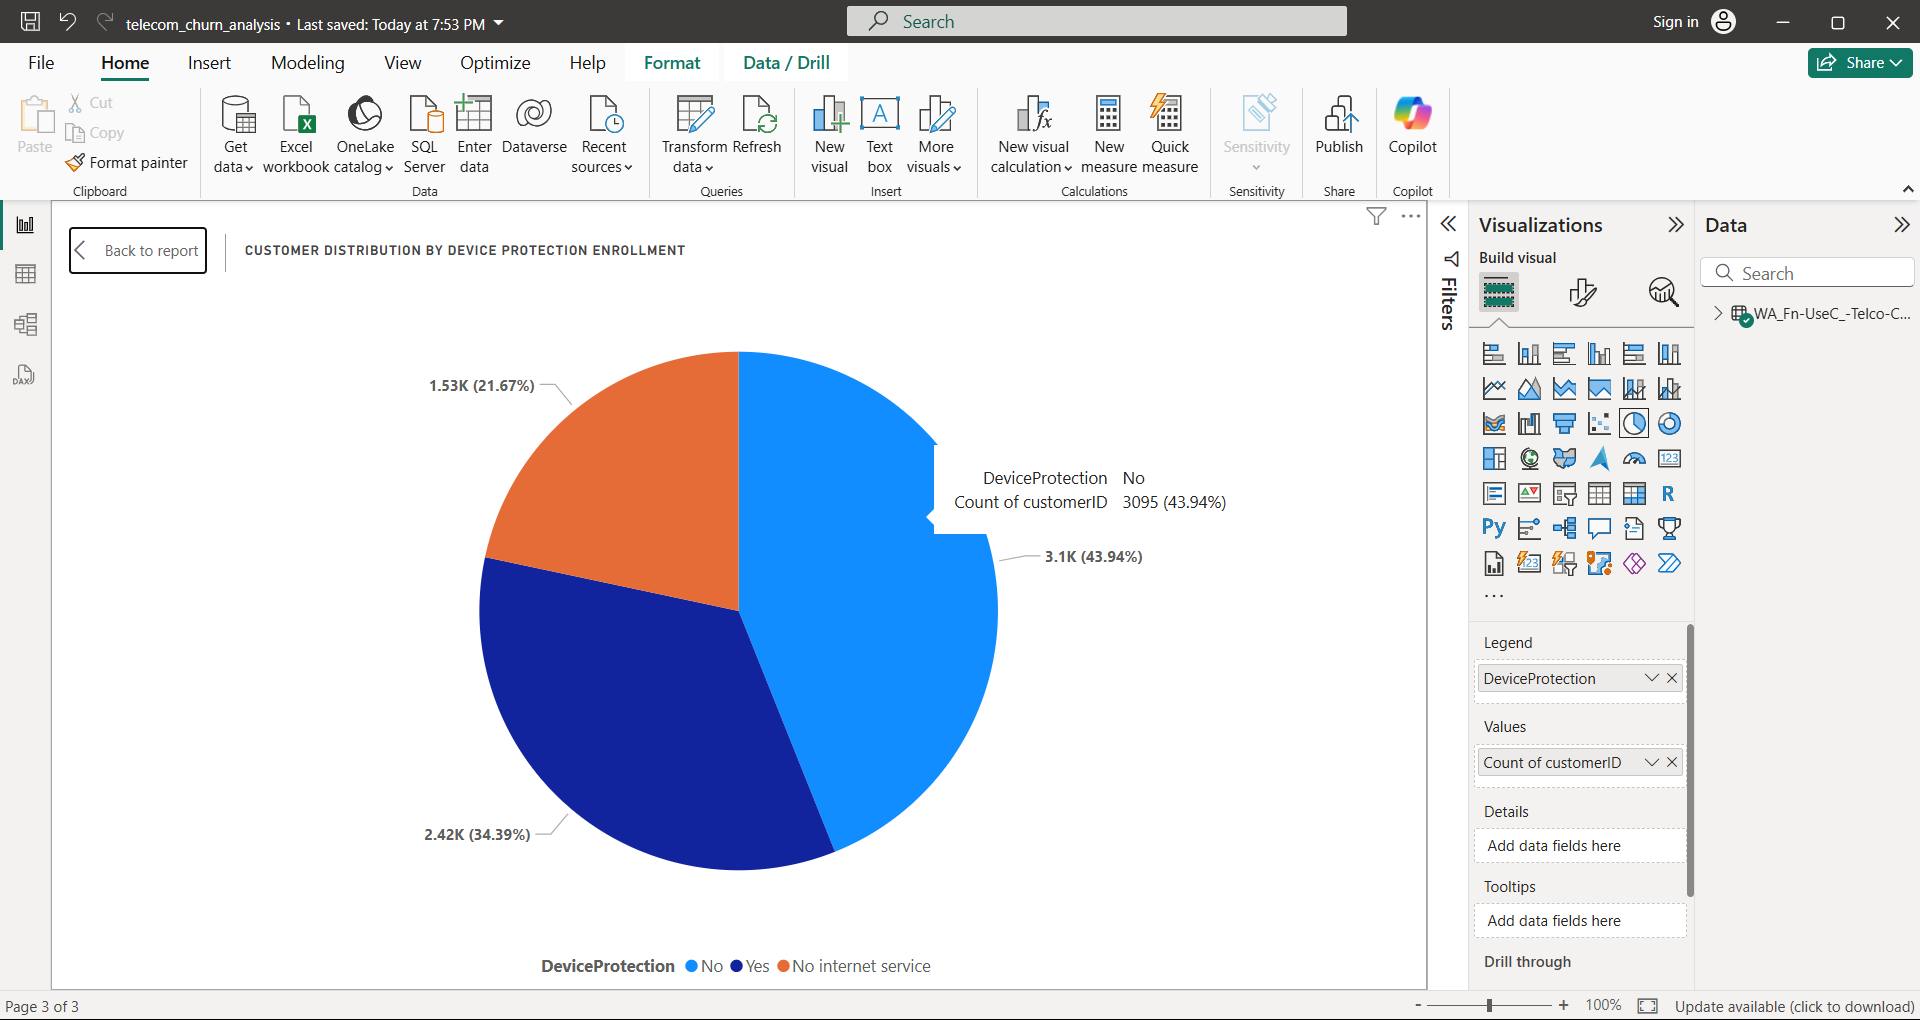 telecom_churn_analysis • Last saved: Today at 7:53 PM
Search
Sign in
File
Home
Insert
Modeling
View
Optimize
Help
Format
Data / Drill
Share
Paste
Cut
Copy
Format painter
Clipboard
Get data
Excel workbook
OneLake catalog
SQL Server
Enter data
Dataverse
Recent sources
Data
Transform data
Refresh
Queries
New visual
Text box
More visuals
Insert
New visual calculation
New measure
Quick measure
Calculations
Sensitivity
Sensitivity
Publish
Share
Copilot
Copilot
DAX
Back to report
CUSTOMER DISTRIBUTION BY DEVICE PROTECTION ENROLLMENT
1.53K (21.67%)
DeviceProtection No
Count of customerID 3095 (43.94%)
3.1K (43.94%)
2.42K (34.39%)
DeviceProtection No Yes No internet service
Filters
Visualizations
Build visual
123
R
Py
123
Legend
DeviceProtection
Values
Count of customerID
Details
Add data fields here
Tooltips
Add data fields here
Drill through
Data
Search
WA_Fn-UseC_-Telco-C...
Page 3 of 3
- + 100%
Update available (click to download)